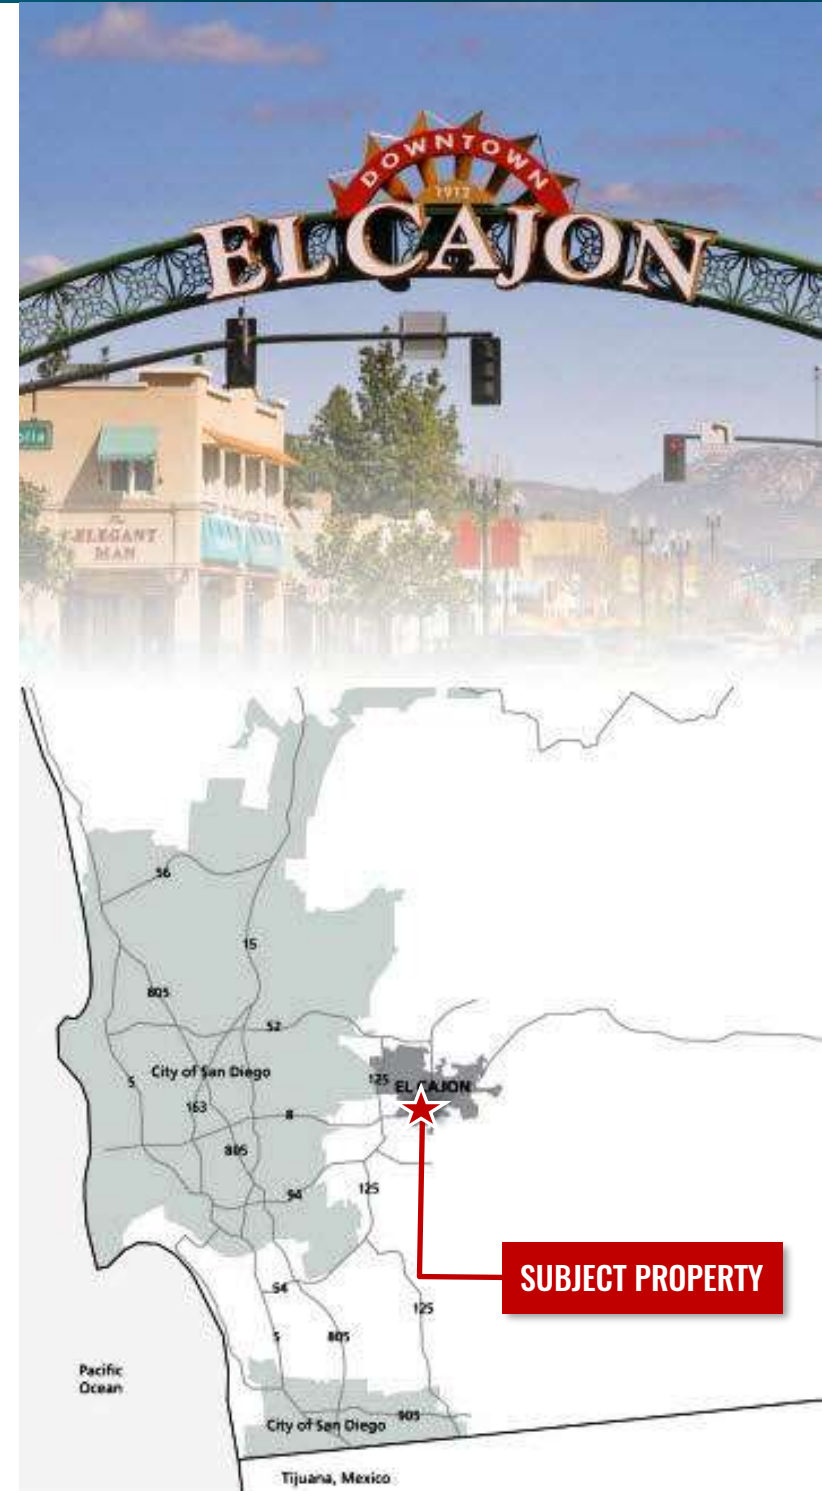 DOWNTOWN
1912
EL CAJON
The
ELEGANT
MAN
56
15
805
52
City of San Diego
125
EL CAJON
5
163
8
805
94
125
SUBJECT PROPERTY
54
125
5
805
Pacific
Ocean
905
City of San Diego
Tijuana, Mexico